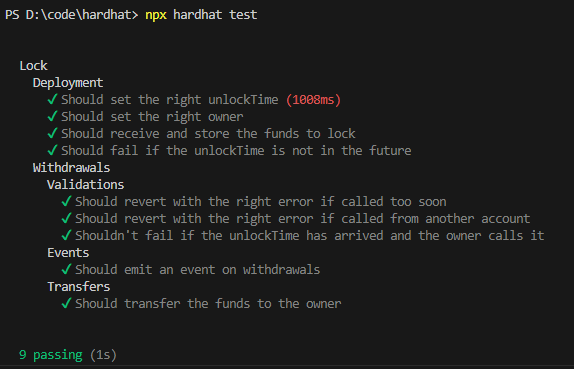 PS D:\code\hardhat> npx hardhat test
Lock
Deployment
✓ Should set the right unlockTime (1008ms)
✓ Should set the right owner
✓ Should receive and store the funds to lock
✓ Should fail if the unlockTime is not in the future
Withdrawals
Validations
✓ Should revert with the right error if called too soon
✓ Should revert with the right error if called from another account
✓ Shouldn't fail if the unlockTime has arrived and the owner calls it
Events
✓ Should emit an event on withdrawals
Transfers
✓ Should transfer the funds to the owner
9 passing (1s)